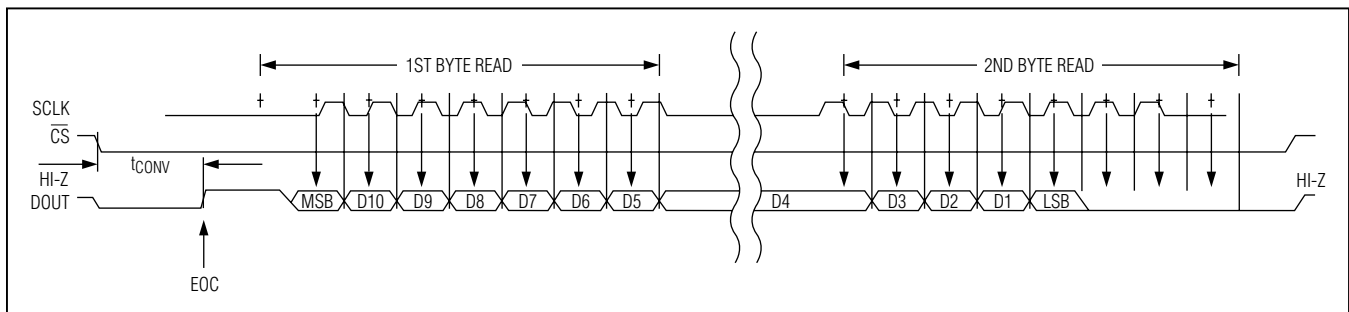 1ST BYTE READ 2ND BYTE READ
SCLK
CS
tCONV
HI-Z HI-Z
DOUT MSB D10 D9 D8 D7 D6 D5 D4 D3 D2 D1 LSB
EOC